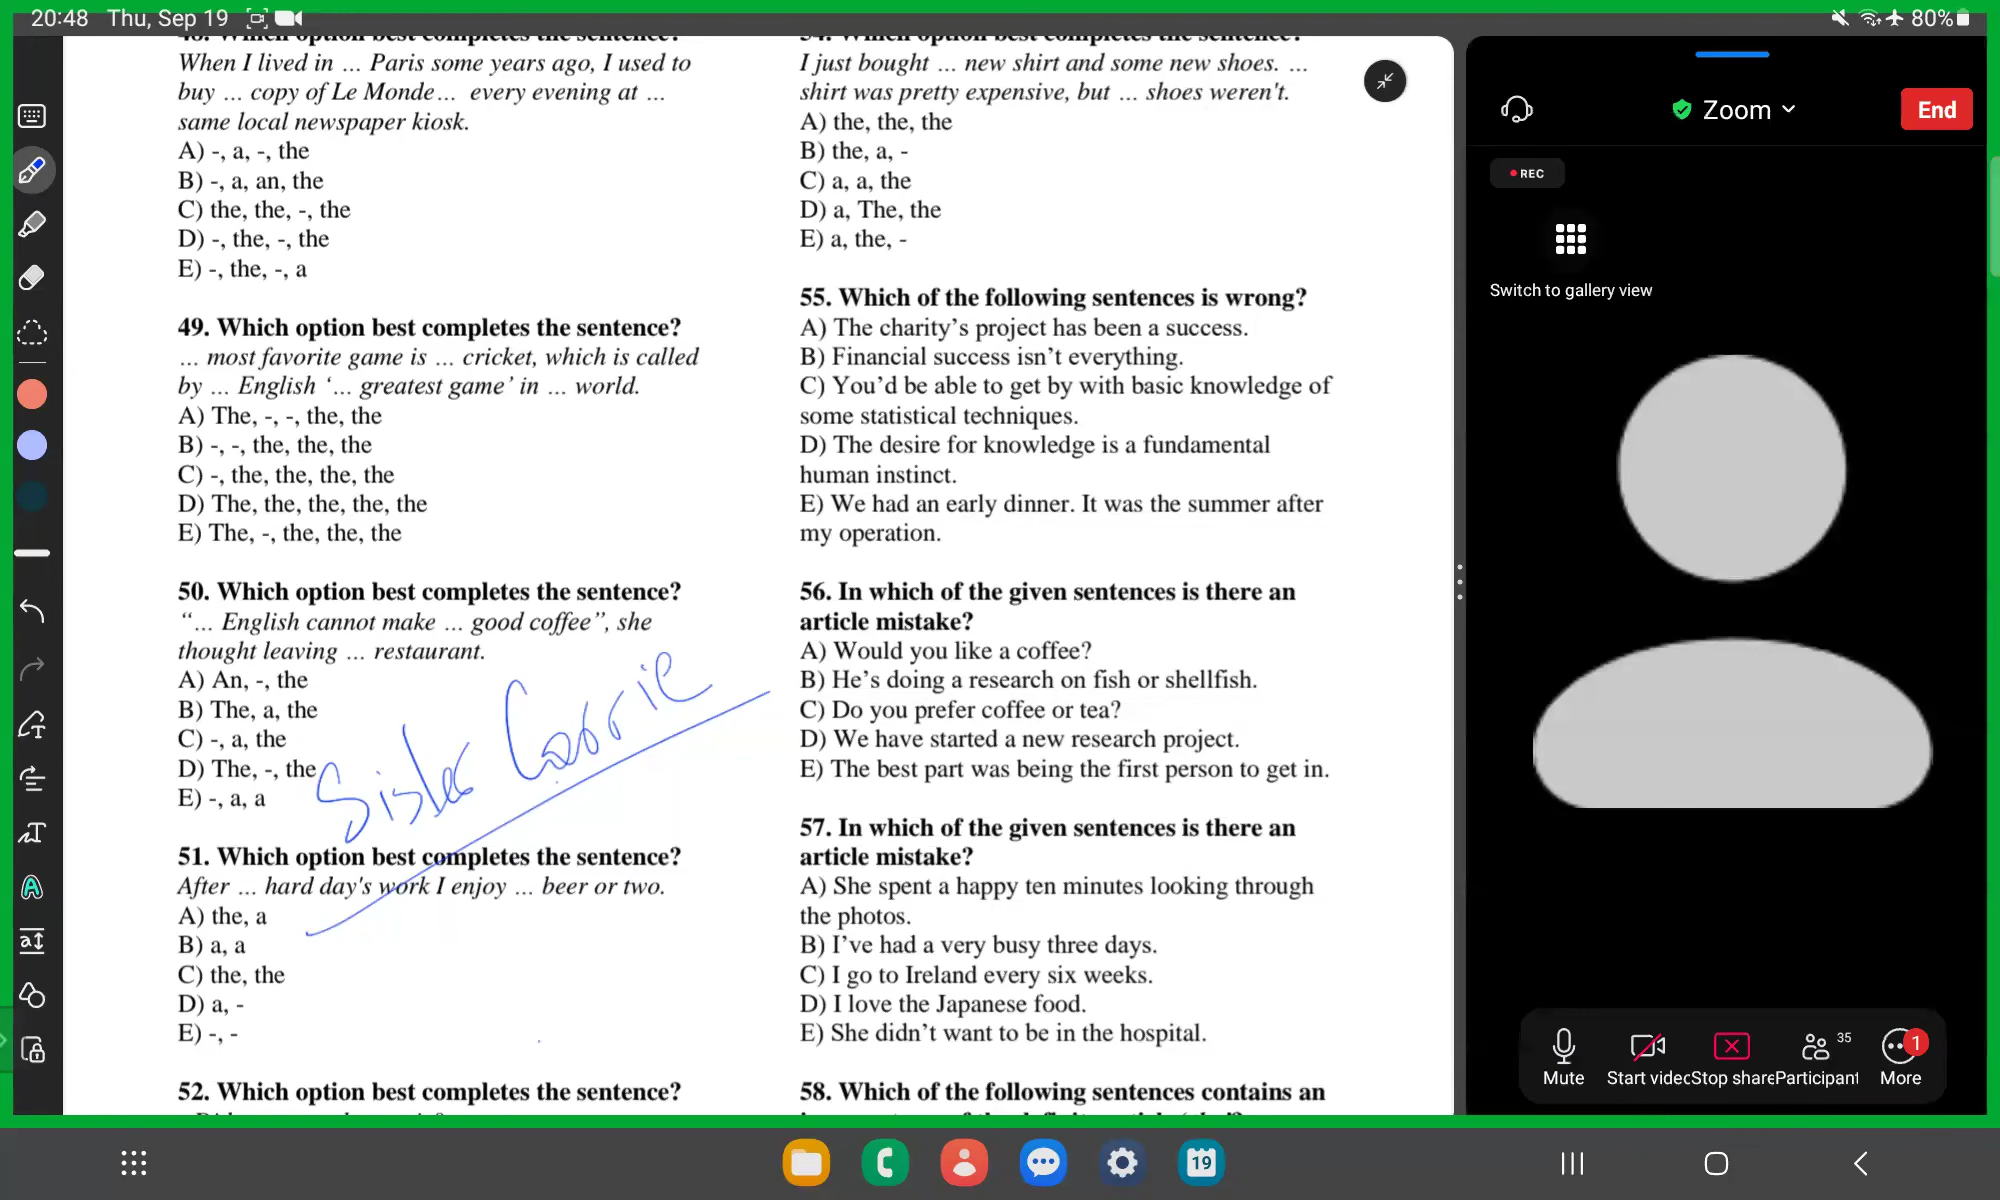 20:48 Thu, Sep 19
80%
When I lived in ... Paris some years ago, I used to
buy ... copy of Le Monde... every evening at ...
same local newspaper kiosk.
A) -, a, -, the
B) -, a, an, the
C) the, the, -, the
D) -, the, -, the
E) -, the, -, a
49. Which option best completes the sentence?
... most favorite game is ... cricket, which is called
by ... English ‘... greatest game’ in ... world.
A) The, -, -, the, the
B) -, -, the, the, the
C) -, the, the, the, the
D) The, the, the, the, the
E) The, -, the, the, the
50. Which option best completes the sentence?
“... English cannot make ... good coffee”, she
thought leaving ... restaurant.
A) An, -, the
B) The, a, the
C) -, a, the
D) The, -, the
E) -, a, a
Sister Carrie
51. Which option best completes the sentence?
After ... hard day's work I enjoy ... beer or two.
A) the, a
B) a, a
C) the, the
D) a, -
E) -, -
52. Which option best completes the sentence?
54. Which option best completes the sentence?
I just bought ... new shirt and some new shoes. ...
shirt was pretty expensive, but ... shoes weren't.
A) the, the, the
B) the, a, -
C) a, a, the
D) a, The, the
E) a, the, -
55. Which of the following sentences is wrong?
A) The charity’s project has been a success.
B) Financial success isn’t everything.
C) You’d be able to get by with basic knowledge of
some statistical techniques.
D) The desire for knowledge is a fundamental
human instinct.
E) We had an early dinner. It was the summer after
my operation.
56. In which of the given sentences is there an
article mistake?
A) Would you like a coffee?
B) He’s doing a research on fish or shellfish.
C) Do you prefer coffee or tea?
D) We have started a new research project.
E) The best part was being the first person to get in.
57. In which of the given sentences is there an
article mistake?
A) She spent a happy ten minutes looking through
the photos.
B) I’ve had a very busy three days.
C) I go to Ireland every six weeks.
D) I love the Japanese food.
E) She didn’t want to be in the hospital.
58. Which of the following sentences contains an
Zoom
End
REC
Switch to gallery view
35
1
Mute
Start videc
Stop share
Participant
More
19